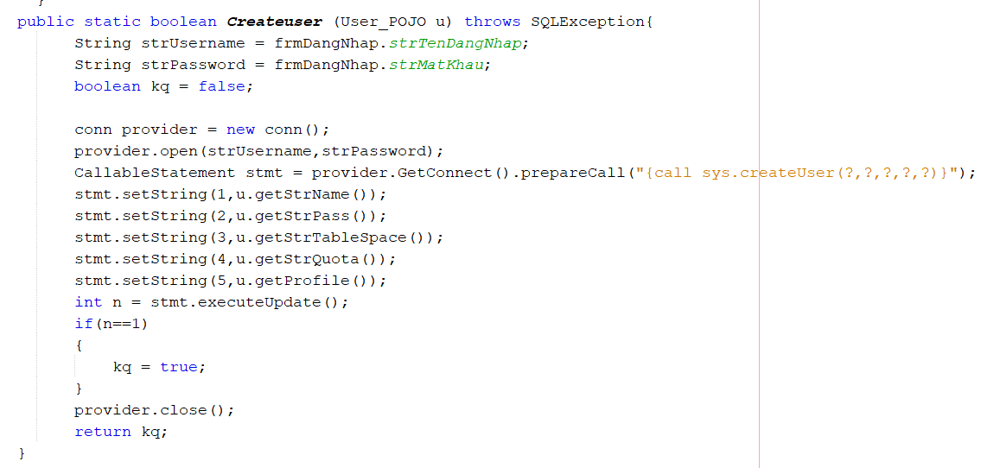 }
public static boolean Createuser (User_POJO u) throws SQLException{
String strUsername = frmDangNhap.strTenDangNhap;
String strPassword = frmDangNhap.strMatKhau;
boolean kq = false;
conn provider = new conn();
provider.open(strUsername,strPassword);
CallableStatement stmt = provider.GetConnect().prepareCall("{call sys.createUser(?,?,?,?,?)}");
stmt.setString(1,u.getStrName());
stmt.setString(2,u.getStrPass());
stmt.setString(3,u.getStrTableSpace());
stmt.setString(4,u.getStrQuota());
stmt.setString(5,u.getProfile());
int n = stmt.executeUpdate();
if(n==1)
{
kq = true;
}
provider.close();
return kq;
}